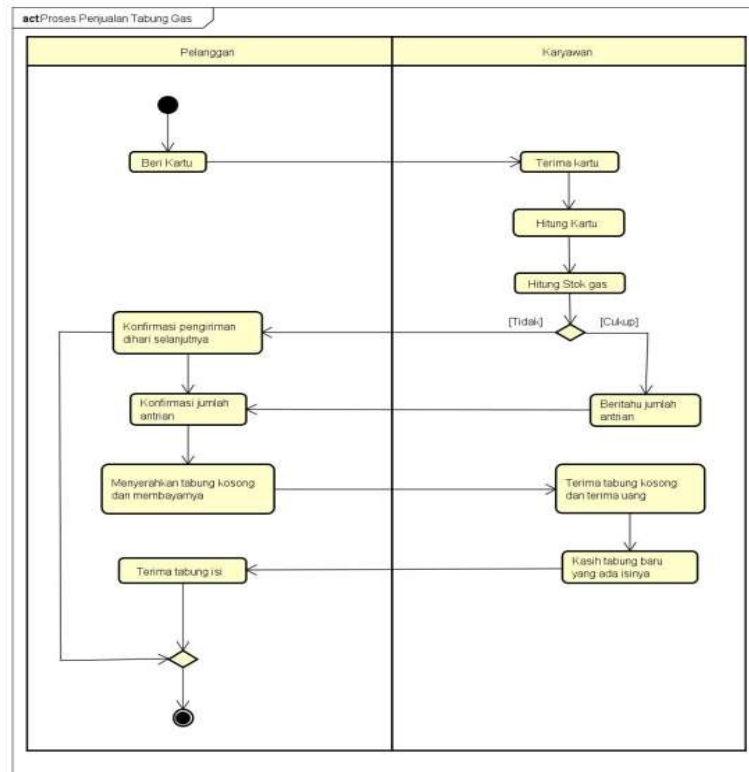 act Proses Penjualan Tabung Gas
Pelanggan
Karyawan
Beri Kartu
Terima kartu
Hitung Kartu
Hitung Stok gas
[Tidak]
[Cukup]
Konfirmasi pengiriman
dihari selanjutnya
Konfirmasi jumlah
antrian
Beritahu jumlah
antrian
Menyerahkan tabung kosong
dan membayarnya
Terima tabung kosong
dan terima uang
Terima tabung isi
Kasih tabung baru
yang ada isinya